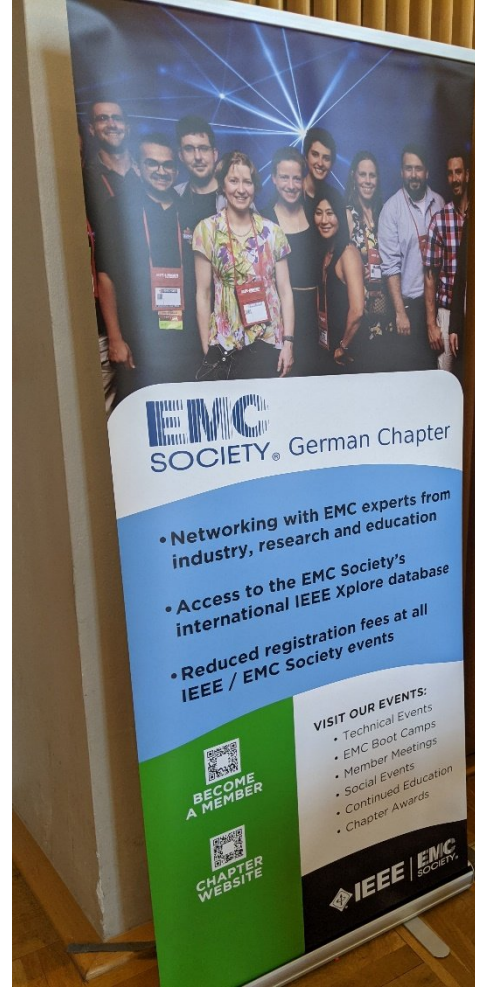 EMC
SOCIETY® German Chapter
• Networking with EMC experts from
industry, research and education
• Access to the EMC Society's
international IEEE Xplore database
• Reduced registration fees at all
IEEE / EMC Society events
BECOME
A MEMBER
CHAPTER
WEBSITE
VISIT OUR EVENTS:
• Technical Events
• EMC Boot Camps
• Member Meetings
• Social Events
• Continued Education
• Chapter Awards
IEEE | EMC
SOCIETY®